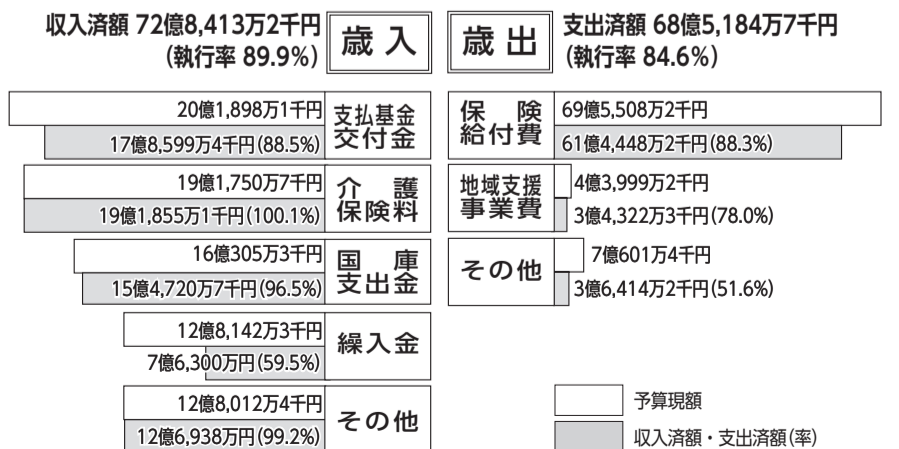 収入済額 72億8,413万2千円
(執行率 89.9%)
歳入
20億1,898万1千円
17億8,599万4千円(88.5%)
支払基金
交付金
19億1,750万7千円
19億1,855万1千円(100.1%)
介護
保険料
16億305万3千円
15億4,720万7千円(96.5%)
国庫
支出金
12億8,142万3千円
7億6,300万円(59.5%)
繰入金
12億8,012万4千円
12億6,938万円(99.2%)
その他
歳出
支出済額 68億5,184万7千円
(執行率 84.6%)
保険
給付費
69億5,508万2千円
61億4,448万2千円(88.3%)
地域支援
事業費
4億3,999万2千円
3億4,322万3千円(78.0%)
その他
7億601万4千円
3億6,414万2千円(51.6%)
予算現額
収入済額・支出済額(率)